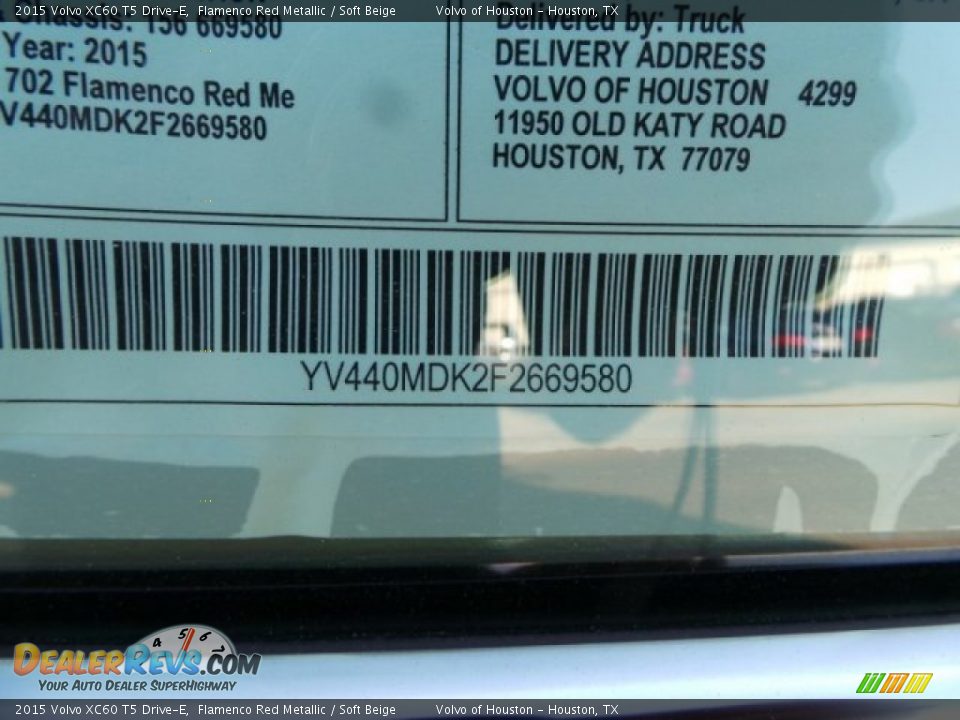 2015 Volvo XC60 T5 Drive-E, Flamenco Red Metallic / Soft Beige Volvo of Houston - Houston, TX
Chassis: 156 669580
Year: 2015
702 Flamenco Red Me
V440MDK2F2669580
Delivered by: Truck
DELIVERY ADDRESS
VOLVO OF HOUSTON 4299
11950 OLD KATY ROAD
HOUSTON, TX 77079
YV440MDK2F2669580
4 5 6
DealerRevs.com
Your Auto Dealer SuperHighway
2015 Volvo XC60 T5 Drive-E, Flamenco Red Metallic / Soft Beige Volvo of Houston - Houston, TX